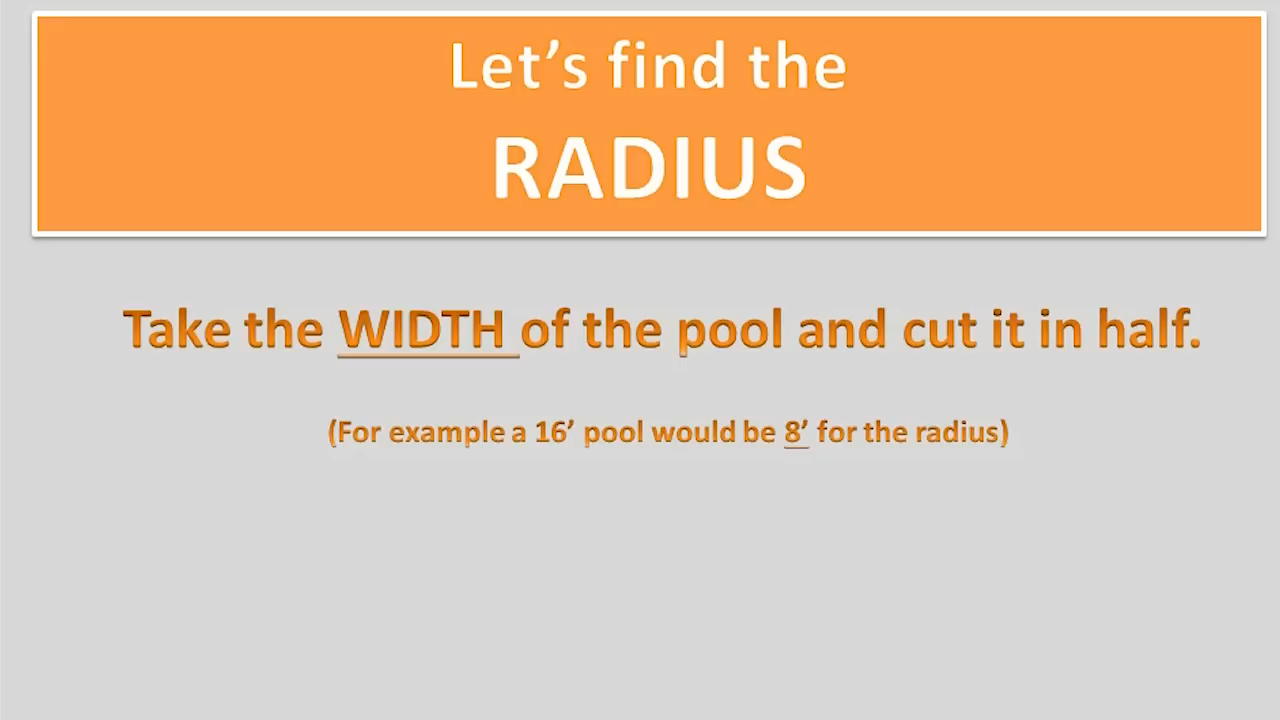 Let’s find the
RADIUS
Take the WIDTH of the pool and cut it in half.
(For example a 16’ pool would be 8’ for the radius)